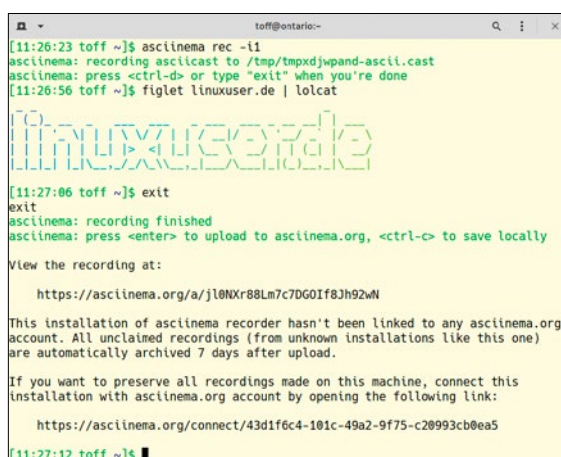 toff@ontario:~
[11:26:23 toff ~]$ asciinema rec -i1
asciinema: recording asciicast to /tmp/tmpxdjwpand-ascii.cast
asciinema: press <ctrl-d> or type "exit" when you're done
[11:26:56 toff ~]$ figlet linuxuser.de | lolcat
linuxuser.de
[11:27:06 toff ~]$ exit
exit
asciinema: recording finished
asciinema: press <enter> to upload to asciinema.org, <ctrl-c> to save locally
View the recording at:
https://asciinema.org/a/jl0NXr88Lm7c7DGOIf8Jh92wN
This installation of asciinema recorder hasn't been linked to any asciinema.org
account. All unclaimed recordings (from unknown installations like this one)
are automatically archived 7 days after upload.
If you want to preserve all recordings made on this machine, connect this
installation with asciinema.org account by opening the following link:
https://asciinema.org/connect/43d1f6c4-101c-49a2-9f75-c20993cb0ea5
[11:27:12 toff ~]$